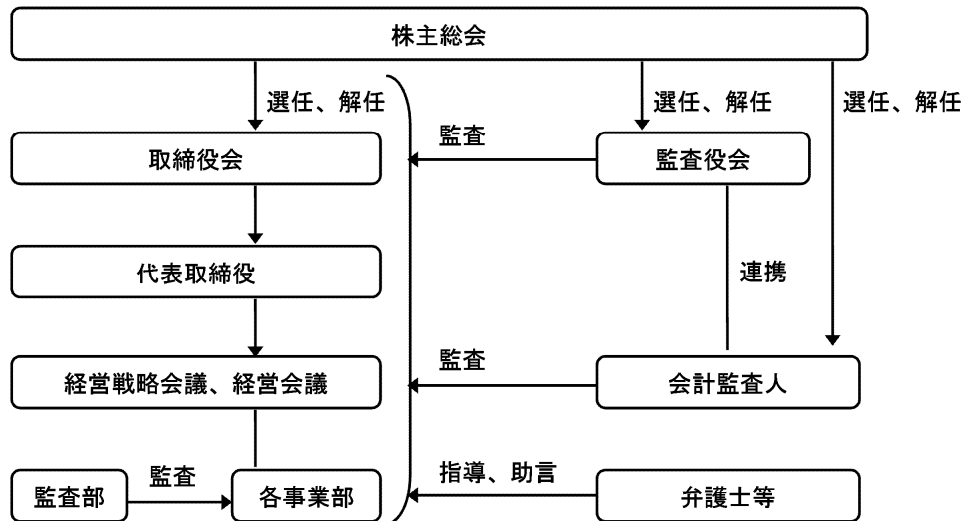 株主総会
選任、解任
選任、解任
選任、解任
取締役会
監査
監査役会
代表取締役
連携
経営戦略会議、経営会議
監査
会計監査人
監査部
監査
各事業部
指導、助言
弁護士等